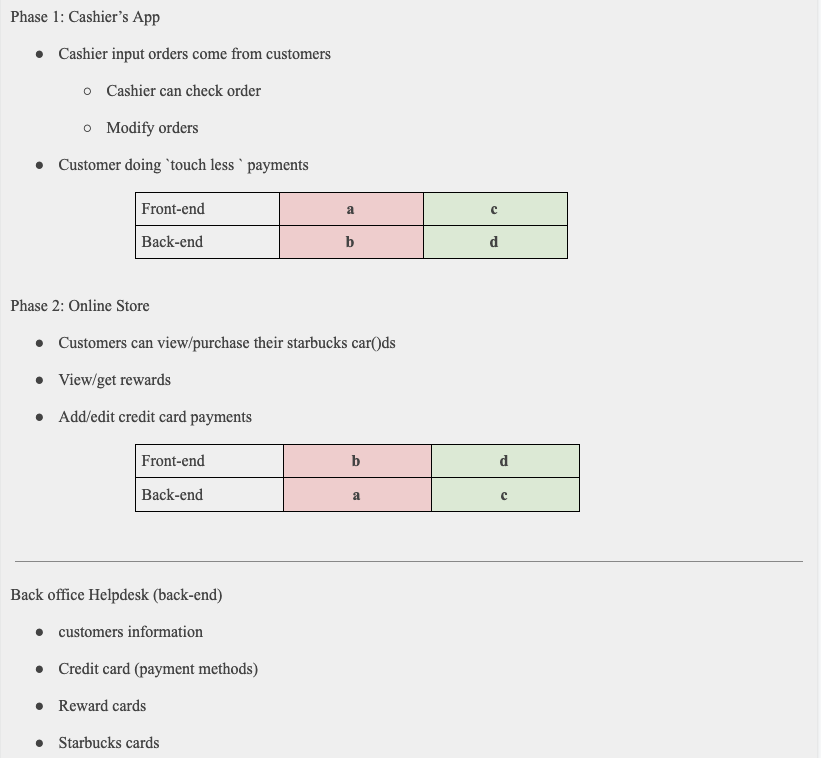 Phase 1: Cashier’s App
● Cashier input orders come from customers
○ Cashier can check order
○ Modify orders
● Customer doing `touch less ` payments
Front-end a c
Back-end b d
Phase 2: Online Store
● Customers can view/purchase their starbucks car()ds
● View/get rewards
● Add/edit credit card payments
Front-end b d
Back-end a c
Back office Helpdesk (back-end)
● customers information
● Credit card (payment methods)
● Reward cards
● Starbucks cards